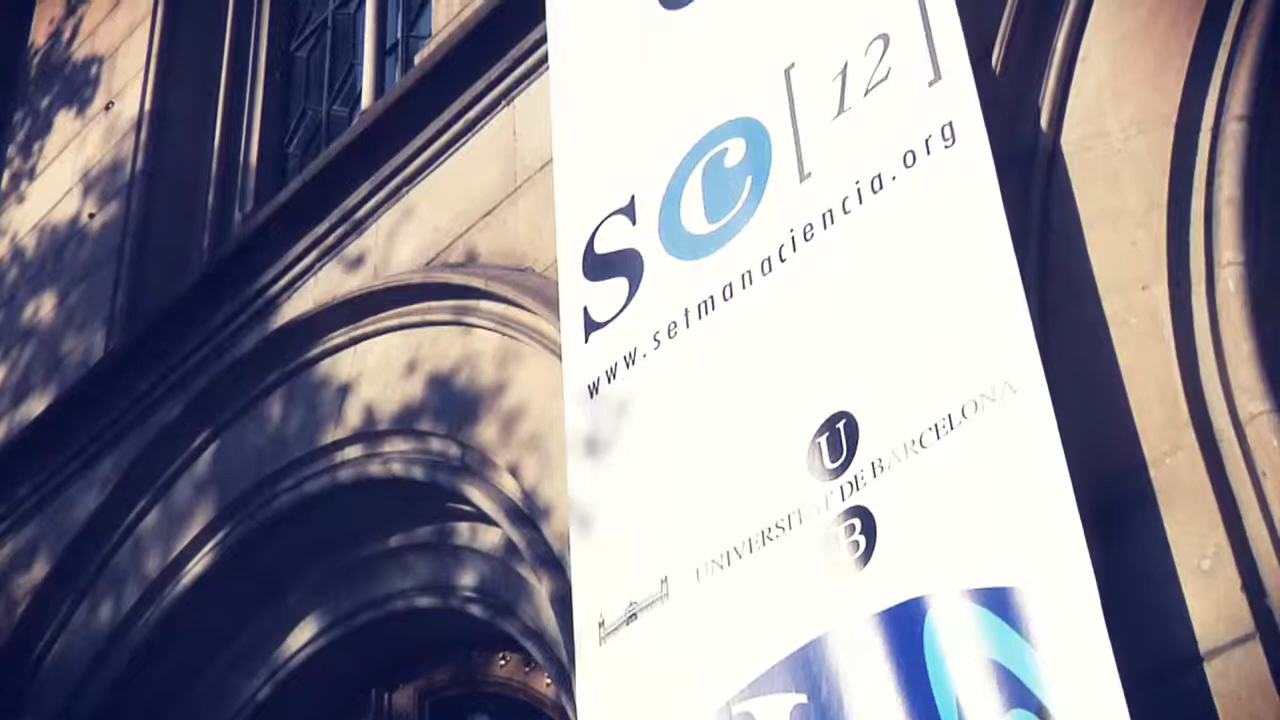 SC [12]
www.setmanaciencia.org
U
UNIVERSITAT DE BARCELONA
B